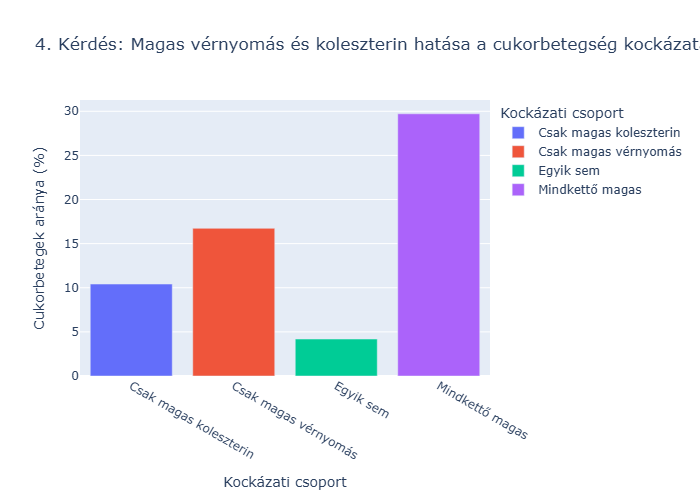 4. Kérdés: Magas vérnyomás és koleszterin hatása a cukorbetegség kockázat
Cukorbetegek aránya (%)
30
25
20
15
10
5
0
Csak magas koleszterin
Csak magas vérnyomás
Egyik sem
Mindkettő magas
Kockázati csoport
Kockázati csoport
Csak magas koleszterin
Csak magas vérnyomás
Egyik sem
Mindkettő magas